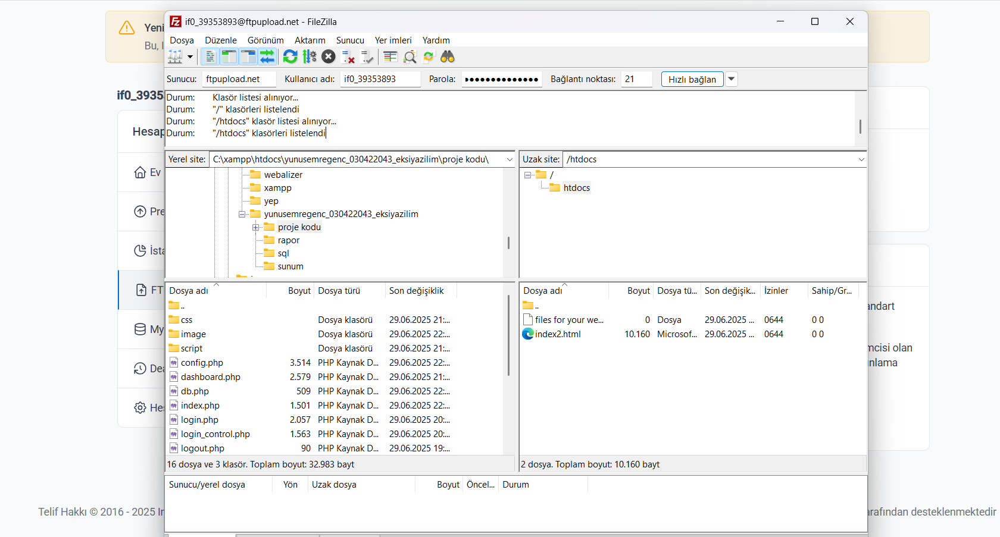 if0_39353893@ftpupload.net - FileZilla
Dosya Düzenle Görünüm Aktarım Sunucu Yer imleri Yardım
Sunucu: ftpupload.net Kullanıcı adı: if0_39353893 Parola: ●●●●●●●●●●●●●● Bağlantı noktası: 21 Hızlı bağlan
Durum: Klasör listesi alınıyor...
Durum: "/" klasörleri listelendi
Durum: "/htdocs" klasör listesi alınıyor...
Durum: "/htdocs" klasörleri listelendi
Yerel site: C:\xampp\htdocs\yunusemregenc_030422043_eksiyazilim\proje kodu\
webalizer
xampp
yep
yunusemregenc_030422043_eksiyazilim
proje kodu
rapor
sql
sunum
Uzak site: /htdocs
/
htdocs
Dosya adı Boyut Dosya türü Son değişiklik
..
css Dosya klasörü 29.06.2025 21:...
image Dosya klasörü 29.06.2025 22:...
script Dosya klasörü 29.06.2025 21:...
config.php 3.514 PHP Kaynak D... 29.06.2025 22:...
dashboard.php 2.579 PHP Kaynak D... 29.06.2025 21:...
db.php 509 PHP Kaynak D... 29.06.2025 22:...
index.php 1.501 PHP Kaynak D... 29.06.2025 22:...
login.php 2.057 PHP Kaynak D... 29.06.2025 20:...
login_control.php 1.563 PHP Kaynak D... 29.06.2025 20:...
logout.php 90 PHP Kaynak D... 29.06.2025 19:...
16 dosya ve 3 klasör. Toplam boyut: 32.983 bayt
Dosya adı Boyut Dosya tü... Son değişik... İzinler Sahip/Gr...
..
files for your we... 0 Dosya 29.06.2025 ... 0644 0 0
index2.html 10.160 Microsof... 29.06.2025 ... 0644 0 0
2 dosya. Toplam boyut: 10.160 bayt
Sunucu/yerel dosya Yön Uzak dosya Boyut Öncel... Durum
Yeni
Bu, I
if0_3935
Hesap
Ev
Pre
İsta
FT
My
Dea
Hes
andart
mcisi olan
nlama
Telif Hakkı © 2016 - 2025 In
arafından desteklenmektedir